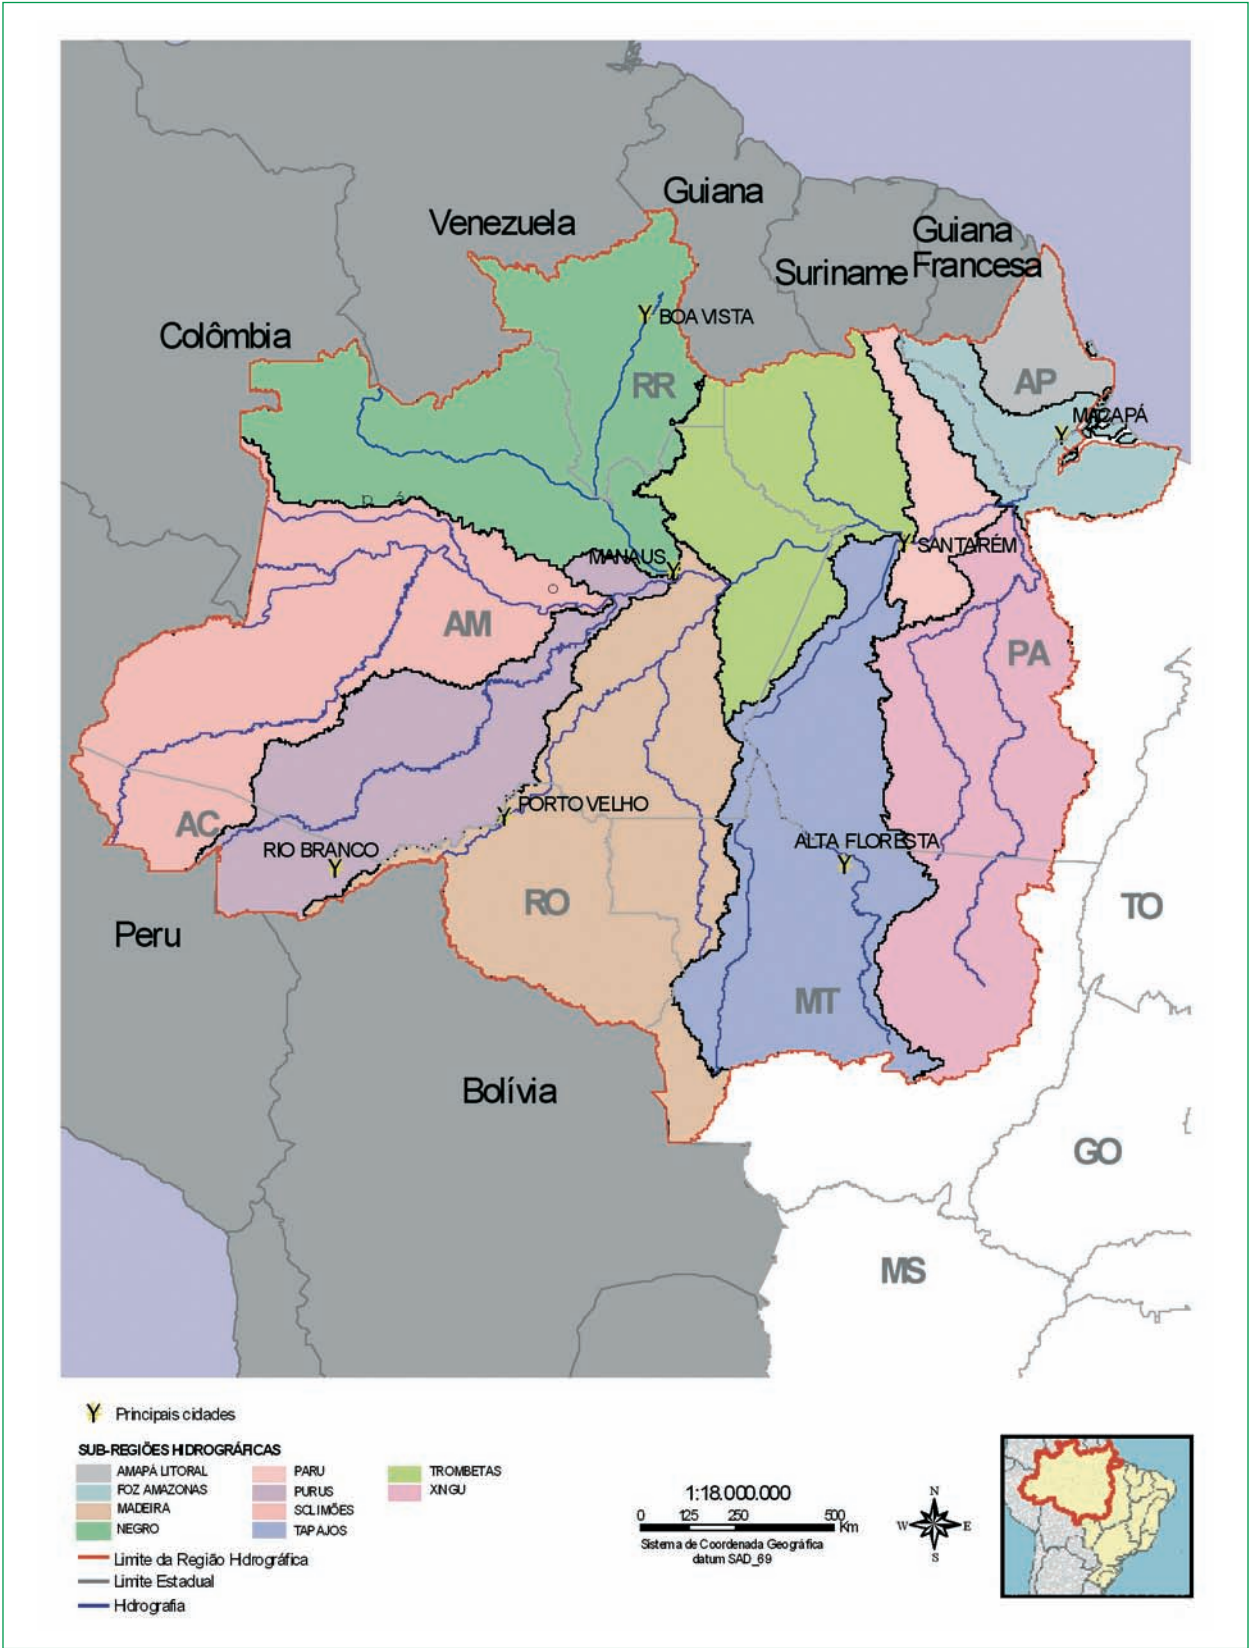 Guiana
Venezuela
Guiana
Francesa
Suriname
BOA VISTA
Colômbia
RR
AP
MACAPÁ
p á
SANTARÉM
MANAUS
AM
PA
PORTO VELHO
AC
RIO BRANCO
ALTA FLORESTA
RO
TO
Peru
MT
Bolívia
GO
MS
Y Principais cidades
SUB-REGIÕES HIDROGRÁFICAS
AMAPÁ LITORAL
FOZ AMAZONAS
MADEIRA
NEGRO
PARU
PURUS
SCLIMÕES
TAPAJOS
TROMBETAS
XINGU
Limite da Região Hidrográfica
Limite Estadual
Hidrografia
1:18.000.000
0 125 250 500
Km
Sistema de Coordenada Geográfica
datum SAD_69
N
W E
S